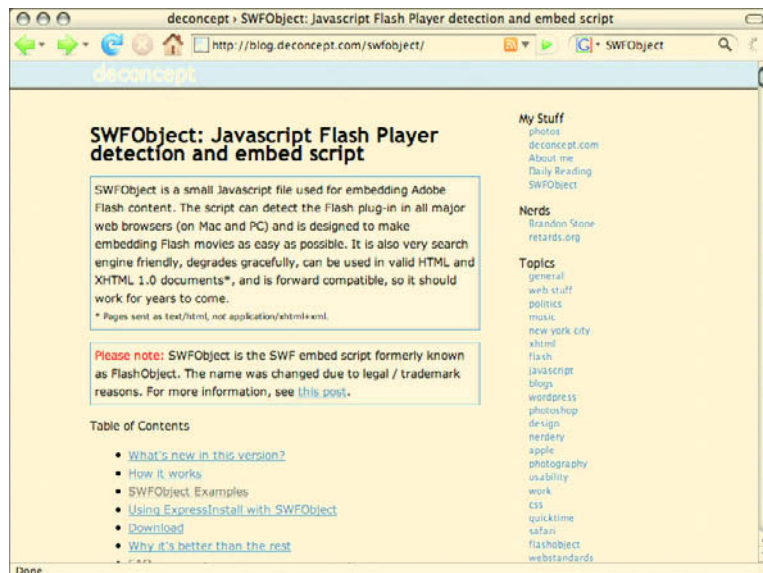 deconcept › SWFObject: Javascript Flash Player detection and embed script
http://blog.deconcept.com/swfobject/
G
SWFObject
deconcept
SWFObject: Javascript Flash Player
detection and embed script
SWFObject is a small Javascript file used for embedding Adobe
Flash content. The script can detect the Flash plug-in in all major
web browsers (on Mac and PC) and is designed to make
embedding Flash movies as easy as possible. It is also very search
engine friendly, degrades gracefully, can be used in valid HTML and
XHTML 1.0 documents*, and is forward compatible, so it should
work for years to come.
* Pages sent as text/html, not application/xhtml+xml.
Please note: SWFObject is the SWF embed script formerly known
as FlashObject. The name was changed due to legal / trademark
reasons. For more information, see this post.
Table of Contents
• What's new in this version?
• How it works
• SWFObject Examples
• Using ExpressInstall with SWFObject
• Download
• Why it's better than the rest
My Stuff
photos
deconcept.com
About me
Daily Reading
SWFObject
Nerds
Brandon Stone
retards.org
Topics
general
web stuff
politics
music
new york city
xhtml
flash
javascript
blogs
wordpress
photoshop
design
nerdery
apple
photography
usability
work
css
quicktime
safari
flashobject
webstandards
Done